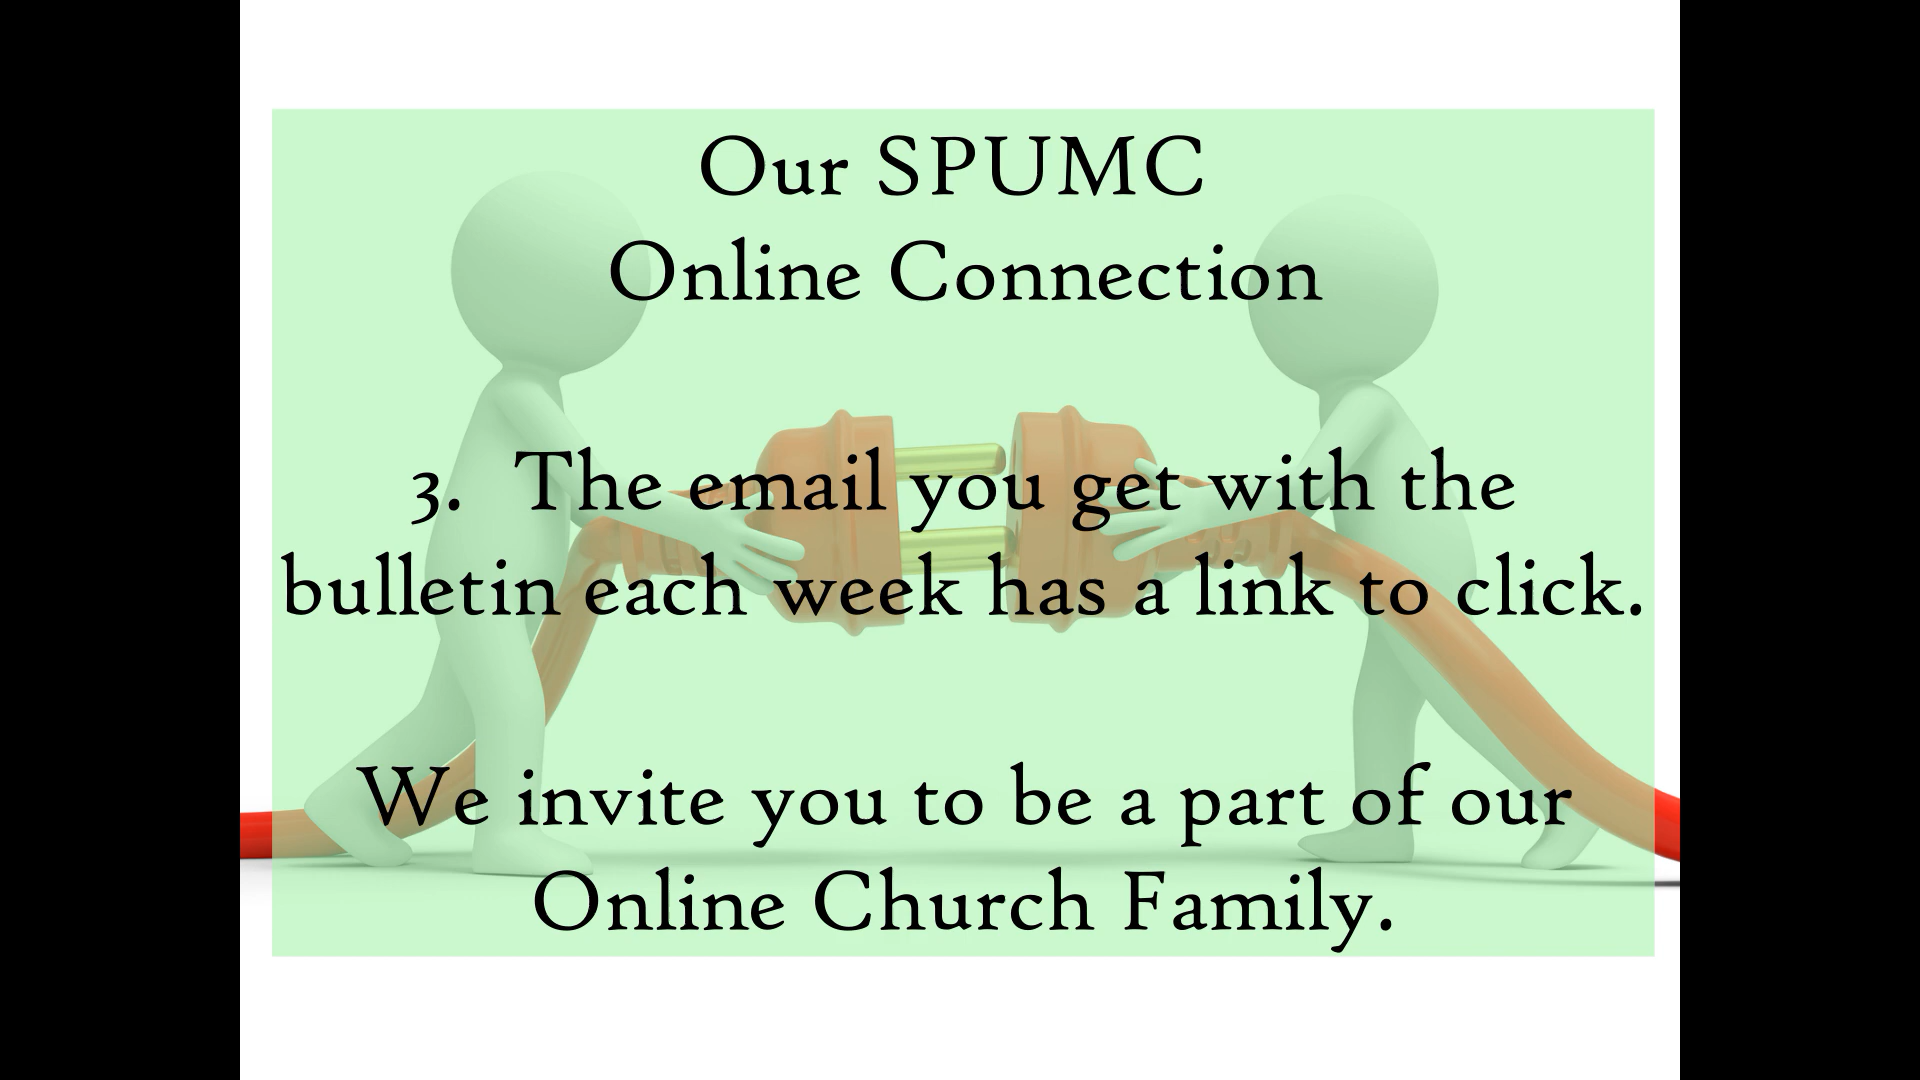 Our SPUMC
Online Connection
3. The email you get with the
bulletin each week has a link to click.
We invite you to be a part of our
Online Church Family.